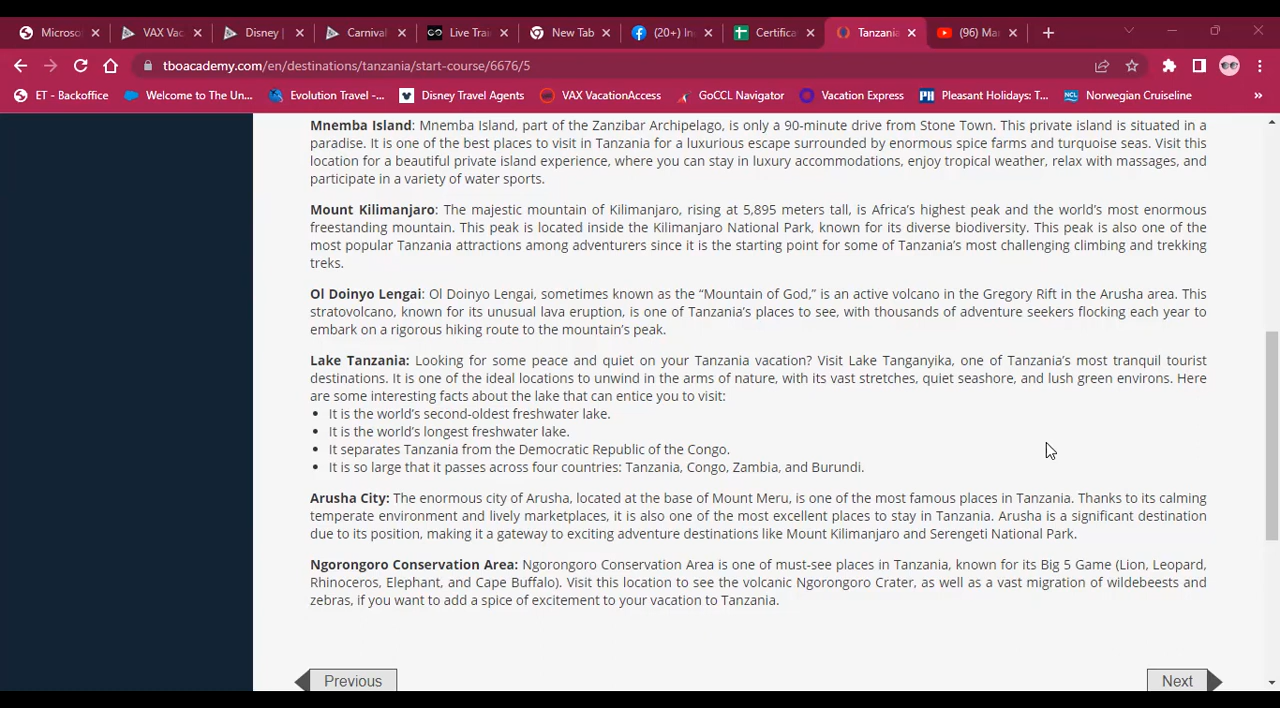 Microso
VAX Vac
Disney |
Carnival
Live Tra
New Tab
(20+) In
Certifica
Tanzania
(96) Ma
tboacademy.com/en/destinations/tanzania/start-course/6676/5
ET - Backoffice
Welcome to The Un...
Evolution Travel -...
Disney Travel Agents
VAX VacationAccess
GoCCL Navigator
Vacation Express
Pleasant Holidays: T...
Norwegian Cruiseline
»
Mnemba Island: Mnemba Island, part of the Zanzibar Archipelago, is only a 90-minute drive from Stone Town. This private island is situated in a
paradise. It is one of the best places to visit in Tanzania for a luxurious escape surrounded by enormous spice farms and turquoise seas. Visit this
location for a beautiful private island experience, where you can stay in luxury accommodations, enjoy tropical weather, relax with massages, and
participate in a variety of water sports.
Mount Kilimanjaro: The majestic mountain of Kilimanjaro, rising at 5,895 meters tall, is Africa's highest peak and the world's most enormous
freestanding mountain. This peak is located inside the Kilimanjaro National Park, known for its diverse biodiversity. This peak is also one of the
most popular Tanzania attractions among adventurers since it is the starting point for some of Tanzania's most challenging climbing and trekking
treks.
Ol Doinyo Lengai: Ol Doinyo Lengai, sometimes known as the “Mountain of God,” is an active volcano in the Gregory Rift in the Arusha area. This
stratovolcano, known for its unusual lava eruption, is one of Tanzania's places to see, with thousands of adventure seekers flocking each year to
embark on a rigorous hiking route to the mountain's peak.
Lake Tanzania: Looking for some peace and quiet on your Tanzania vacation? Visit Lake Tanganyika, one of Tanzania's most tranquil tourist
destinations. It is one of the ideal locations to unwind in the arms of nature, with its vast stretches, quiet seashore, and lush green environs. Here
are some interesting facts about the lake that can entice you to visit:
• It is the world's second-oldest freshwater lake.
• It is the world's longest freshwater lake.
• It separates Tanzania from the Democratic Republic of the Congo.
• It is so large that it passes across four countries: Tanzania, Congo, Zambia, and Burundi.
Arusha City: The enormous city of Arusha, located at the base of Mount Meru, is one of the most famous places in Tanzania. Thanks to its calming
temperate environment and lively marketplaces, it is also one of the most excellent places to stay in Tanzania. Arusha is a significant destination
due to its position, making it a gateway to exciting adventure destinations like Mount Kilimanjaro and Serengeti National Park.
Ngorongoro Conservation Area: Ngorongoro Conservation Area is one of must-see places in Tanzania, known for its Big 5 Game (Lion, Leopard,
Rhinoceros, Elephant, and Cape Buffalo). Visit this location to see the volcanic Ngorongoro Crater, as well as a vast migration of wildebeests and
zebras, if you want to add a spice of excitement to your vacation to Tanzania.
Previous
Next